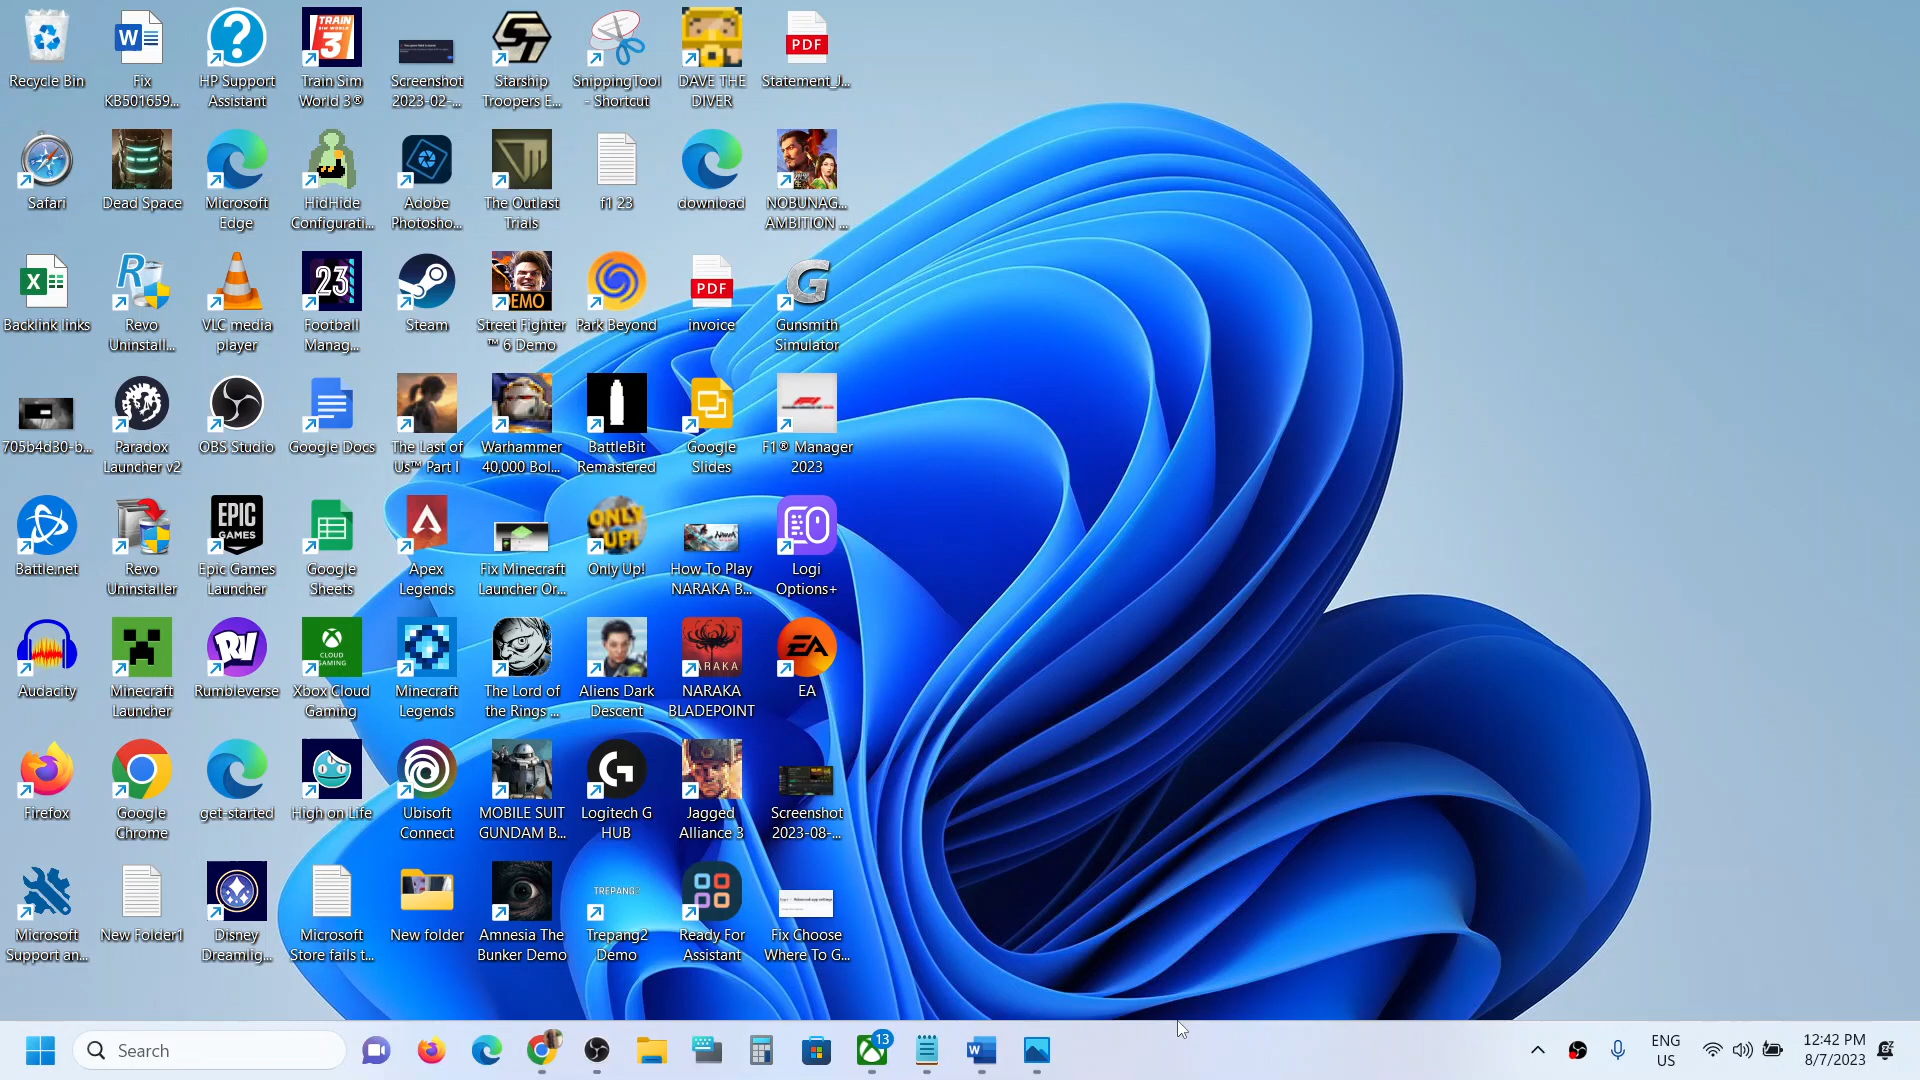 Recycle Bin
Fix
KB501659...
HP Support
Assistant
Train Sim
World 3®
Screenshot
2023-02-...
Starship
Troopers E...
SnippingTool
- Shortcut
DAVE THE
DIVER
Statement_J...
Safari
Dead Space
Microsoft
Edge
HidHide
Configurati...
Adobe
Photosho...
The Outlast
Trials
f1 23
download
NOBUNAG...
AMBITION ...
Backlink links
Revo
Uninstall...
VLC media
player
Football
Manag...
Steam
Street Fighter
™ 6 Demo
Park Beyond
invoice
Gunsmith
Simulator
705b4d30-b...
Paradox
Launcher v2
OBS Studio
Google Docs
The Last of
Us™ Part I
Warhammer
40,000 Bol...
BattleBit
Remastered
Google
Slides
F1® Manager
2023
Battle.net
Revo
Uninstaller
Epic Games
Launcher
Google
Sheets
Apex
Legends
Fix Minecraft
Launcher Or...
Only Up!
How To Play
NARAKA B...
Logi
Options+
Audacity
Minecraft
Launcher
Rumbleverse
Xbox Cloud
Gaming
Minecraft
Legends
The Lord of
the Rings ...
Aliens Dark
Descent
NARAKA
BLADEPOINT
EA
Firefox
Google
Chrome
get-started
High on Life
Ubisoft
Connect
MOBILE SUIT
GUNDAM B...
Logitech G
HUB
Jagged
Alliance 3
Screenshot
2023-08-...
Microsoft
Support an...
New Folder1
Disney
Dreamlig...
Microsoft
Store fails t...
New folder
Amnesia The
Bunker Demo
Trepang2
Demo
Ready For
Assistant
Fix Choose
Where To G...
Search
13
ENG
US
12:42 PM
8/7/2023